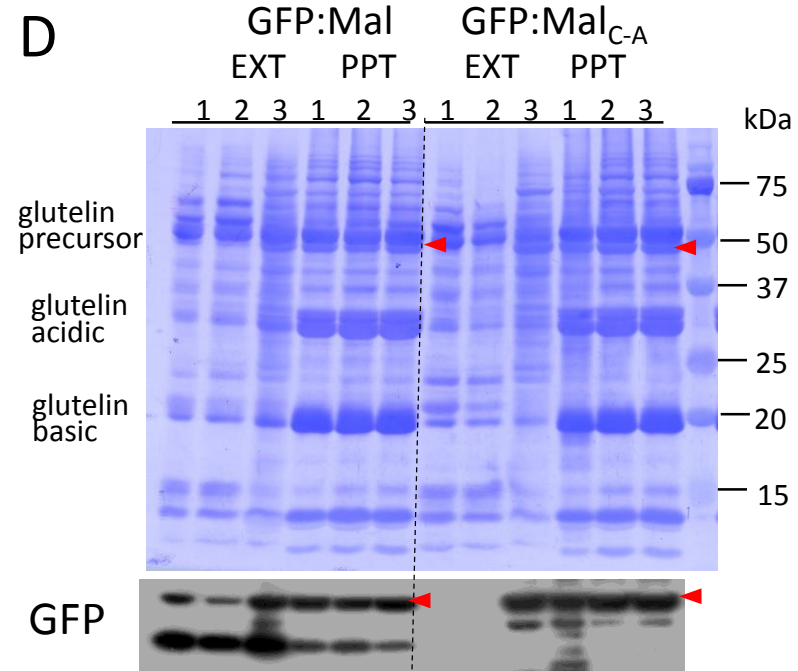 D
GFP:Mal GFP:Mal C-A
EXT PPT EXT PPT
1 2 3 1 2 3 1 2 3 1 2 3
kDa
75
glutelin
precursor
50
37
glutelin
acidic
25
glutelin
basic
20
15
GFP